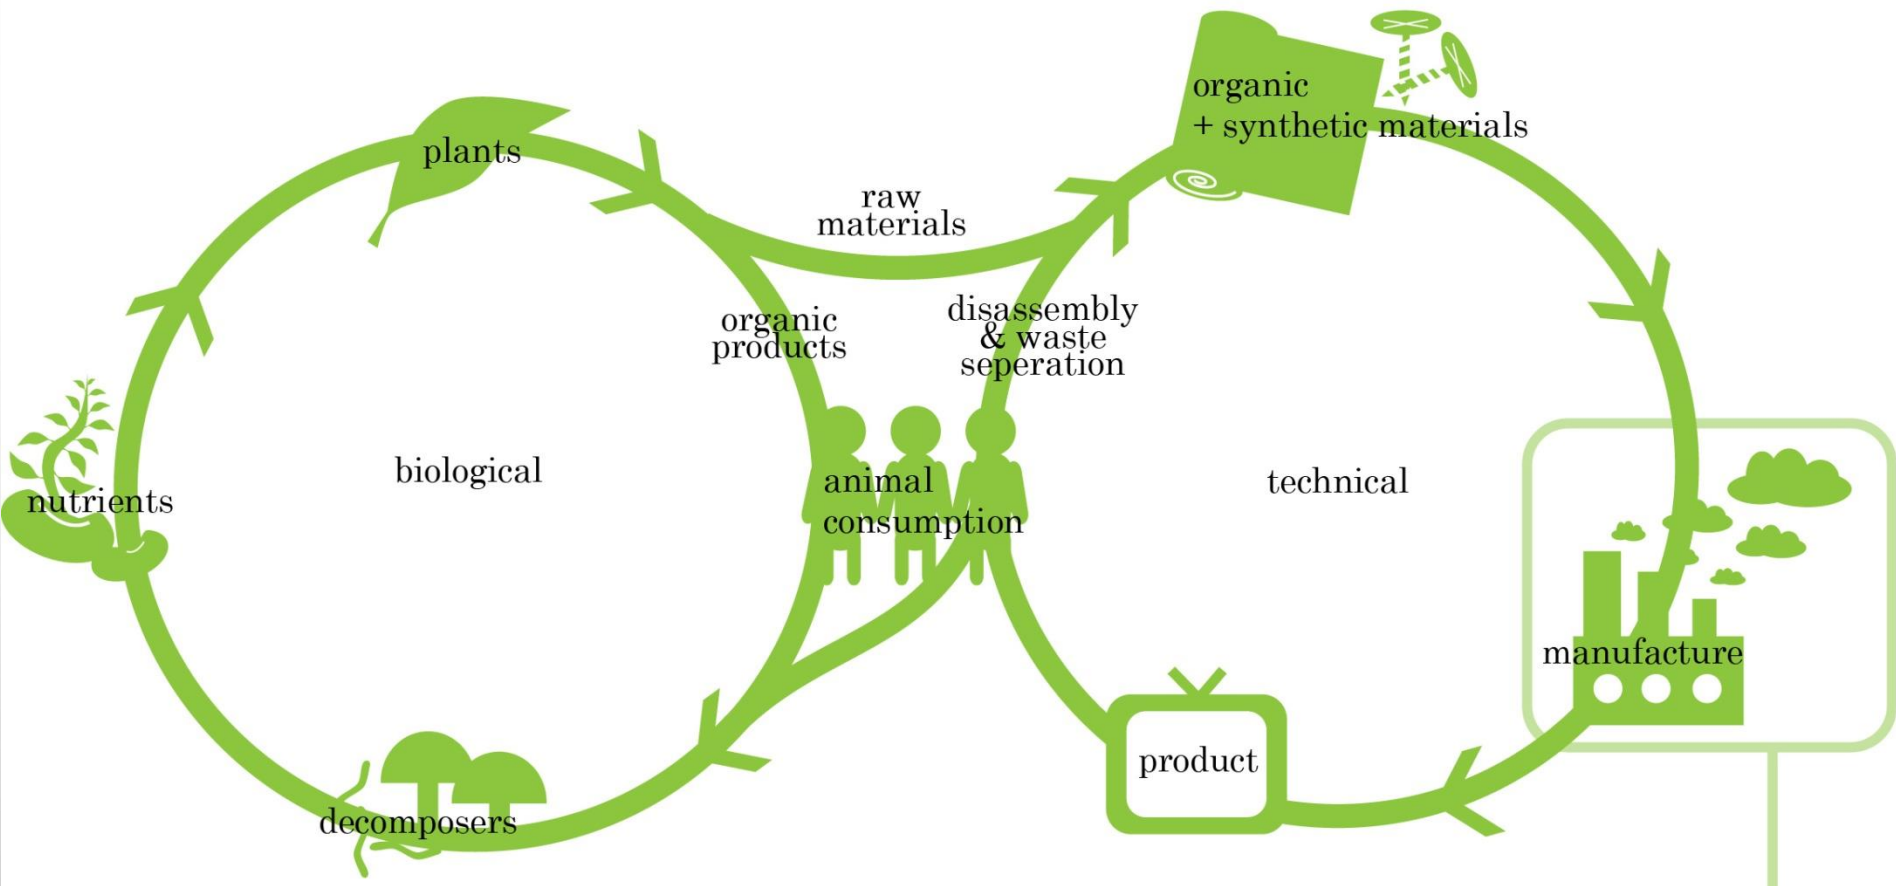 organic
+ synthetic materials
plants
raw
materials
organic
products
disassembly
& waste
seperation
biological
technical
nutrients
animal
consumption
manufacture
product
decomposers